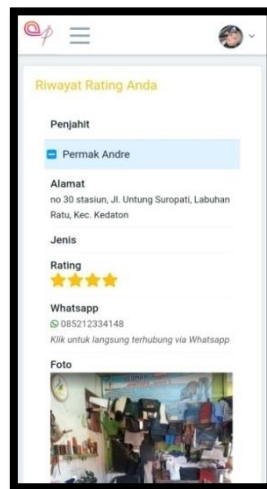 Riwayat Rating Anda
Penjahit
Permak Andre
Alamat
no 30 stasiun, Jl. Untung Suropati, Labuhan
Ratu, Kec. Kedaton
Jenis
Rating
Whatsapp
085212334148
Klik untuk langsung terhubung via Whatsapp
Foto